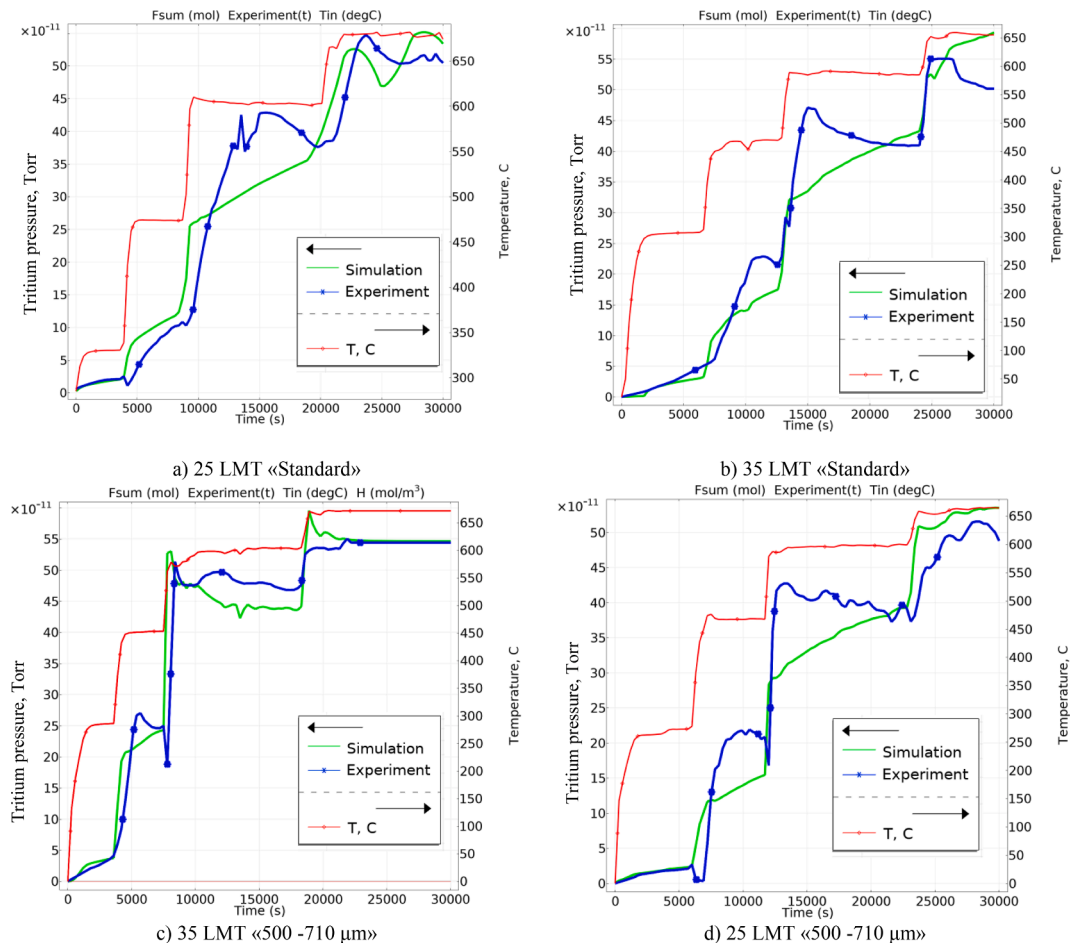 Fsum (mol)  Experiment(t)  Tin (degC)
×10⁻¹¹
50
45
40
35
30
25
20
15
10
5
0
Tritium pressure, Torr
650
600
550
500
450
400
350
300
Temperature, C
Simulation
Experiment
T, C
0 5000 10000 15000 20000 25000 30000
Time (s)
a) 25 LMT «Standard»
Fsum (mol)  Experiment(t)  Tin (degC)
×10⁻¹¹
60
55
50
45
40
35
30
25
20
15
10
5
0
Tritium pressure, Torr
650
600
550
500
450
400
350
300
250
200
150
100
50
Temperature, C
Simulation
Experiment
T, C
0 5000 10000 15000 20000 25000 30000
Time (s)
b) 35 LMT «Standard»
Fsum (mol)  Experiment(t)  Tin (degC)  H (mol/m³)
×10⁻¹¹
55
50
45
40
35
30
25
20
15
10
5
0
Tritium pressure, Torr
650
600
550
500
450
400
350
300
250
200
150
100
50
0
Temperature, C
Simulation
Experiment
T, C
0 5000 10000 15000 20000 25000 30000
Time (s)
c) 35 LMT «500 -710 μm»
Fsum (mol)  Experiment(t)  Tin (degC)
×10⁻¹¹
50
45
40
35
30
25
20
15
10
5
0
Tritium pressure, Torr
650
600
550
500
450
400
350
300
250
200
150
100
50
0
Temperature, C
Simulation
Experiment
T, C
0 5000 10000 15000 20000 25000 30000
Time (s)
d) 25 LMT «500 -710 μm»